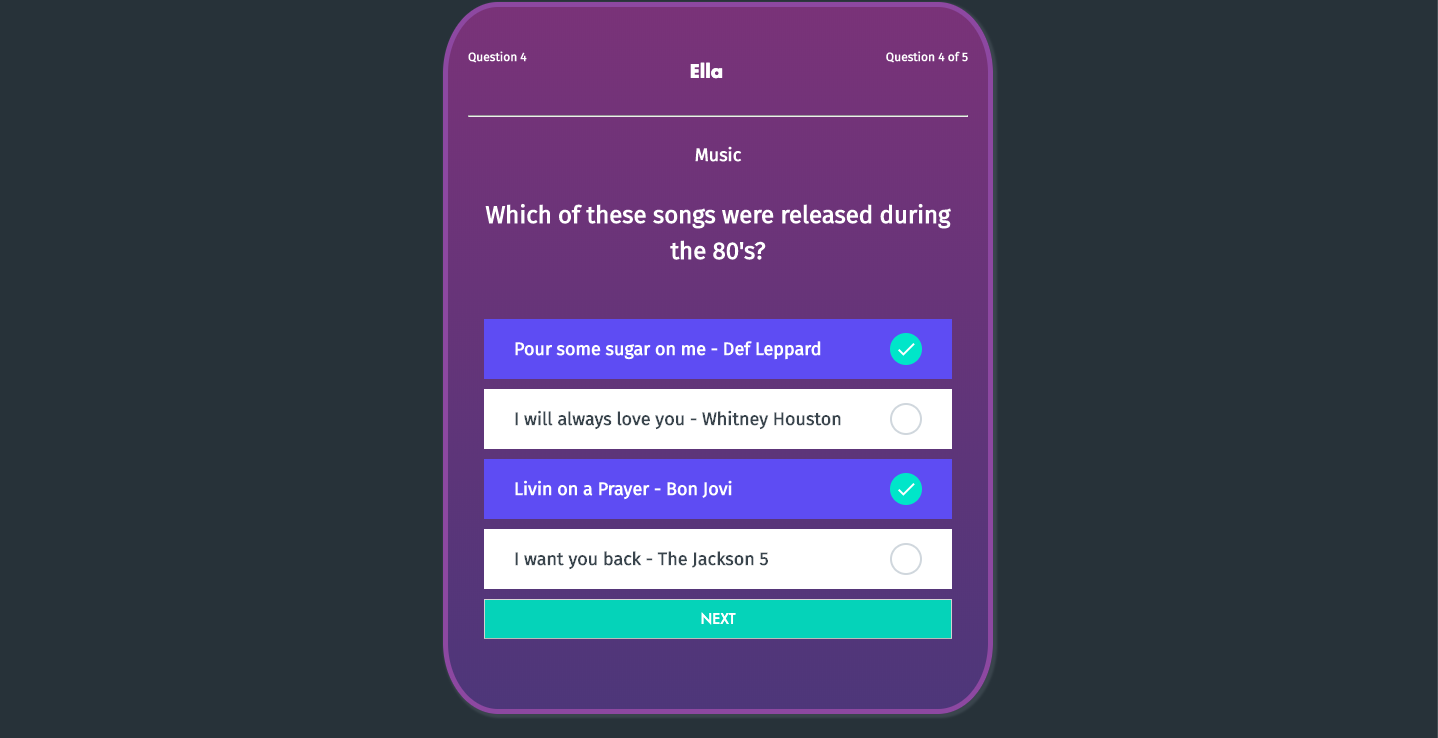 Question 4
Ella
Question 4 of 5
Music
Which of these songs were released during
the 80's?
Pour some sugar on me - Def Leppard
I will always love you - Whitney Houston
Livin on a Prayer - Bon Jovi
I want you back - The Jackson 5
NEXT